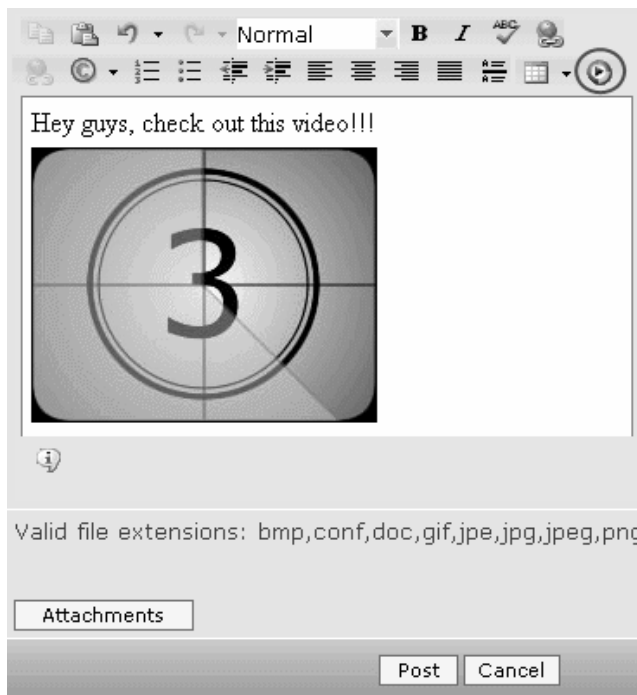 Normal B I ABC
Hey guys, check out this video!!!
3
Valid file extensions: bmp,conf,doc,gif,jpe,jpg,jpeg,png
Attachments
Post Cancel